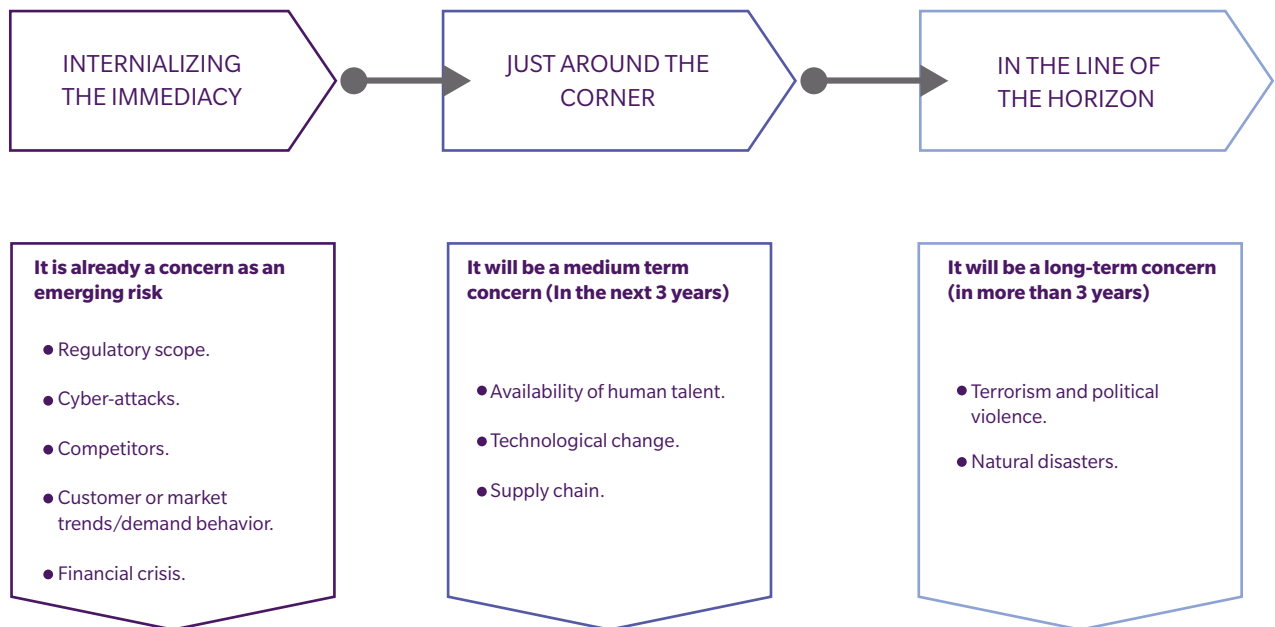 INTERNIALIZING
THE IMMEDIACY
JUST AROUND THE
CORNER
IN THE LINE OF
THE HORIZON
It is already a concern as an
emerging risk
• Regulatory scope.
• Cyber-attacks.
• Competitors.
• Customer or market
trends/demand behavior.
• Financial crisis.
It will be a medium term
concern (In the next 3 years)
• Availability of human talent.
• Technological change.
• Supply chain.
It will be a long-term concern
(in more than 3 years)
• Terrorism and political
violence.
• Natural disasters.